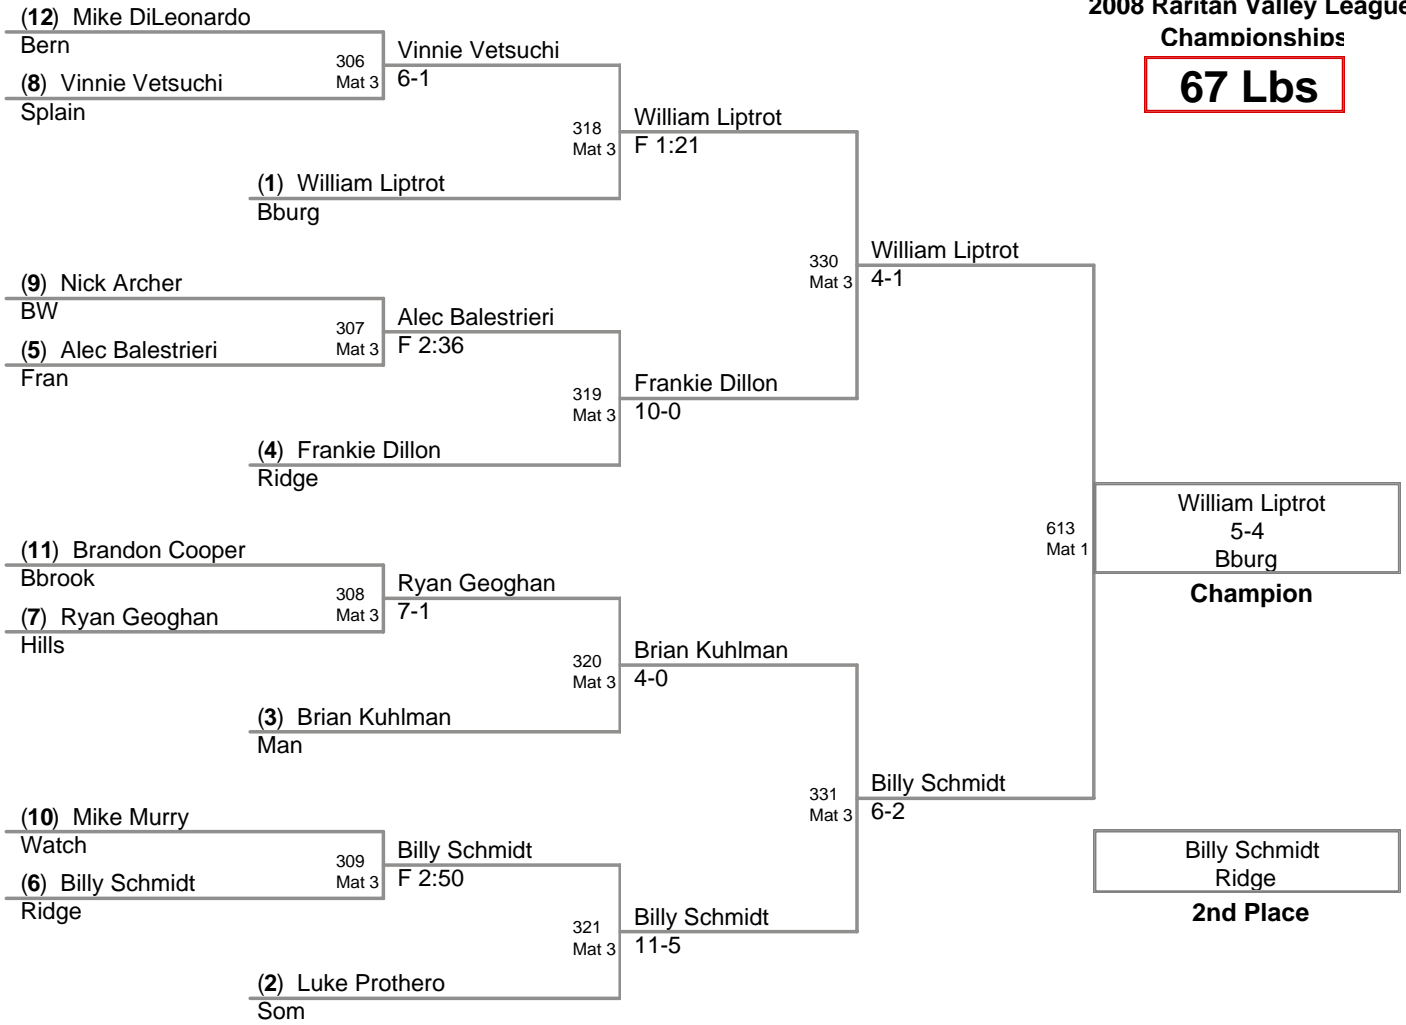 2008 Raritan Valley League
Championships
67 Lbs
(12) Mike DiLeonardo
Bern
306
Mat 3
(8) Vinnie Vetsuchi
Splain
Vinnie Vetsuchi
6-1
318
Mat 3
(1) William Liptrot
Bburg
William Liptrot
F 1:21
(9) Nick Archer
BW
307
Mat 3
(5) Alec Balestrieri
Fran
Alec Balestrieri
F 2:36
319
Mat 3
(4) Frankie Dillon
Ridge
Frankie Dillon
10-0
330
Mat 3
William Liptrot
4-1
(11) Brandon Cooper
Bbrook
308
Mat 3
(7) Ryan Geoghan
Hills
Ryan Geoghan
7-1
320
Mat 3
(3) Brian Kuhlman
Man
Brian Kuhlman
4-0
(10) Mike Murry
Watch
309
Mat 3
(6) Billy Schmidt
Ridge
Billy Schmidt
F 2:50
321
Mat 3
(2) Luke Prothero
Som
Billy Schmidt
11-5
331
Mat 3
Billy Schmidt
6-2
613
Mat 1
William Liptrot
5-4
Bburg
Champion
Billy Schmidt
Ridge
2nd Place